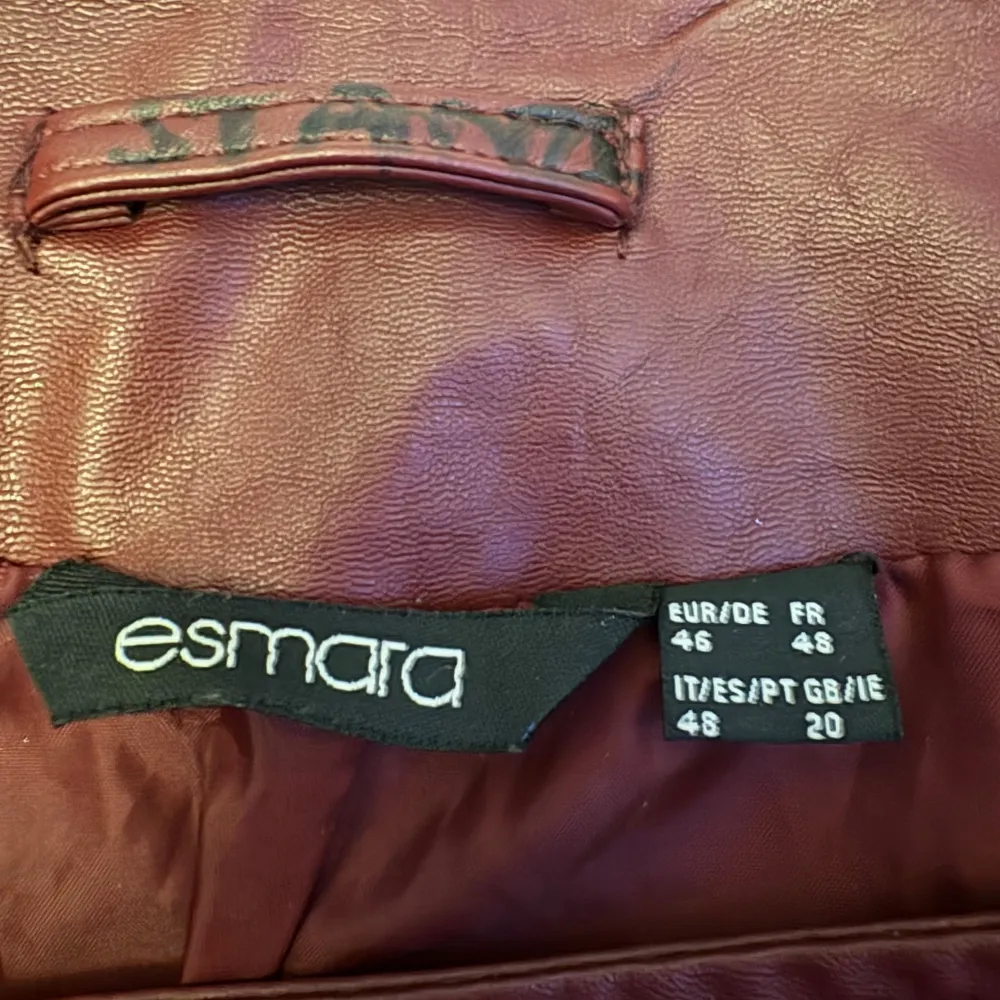 esmara
EUR/DE FR
46 48
IT/ES/PT GB/IE
48 20